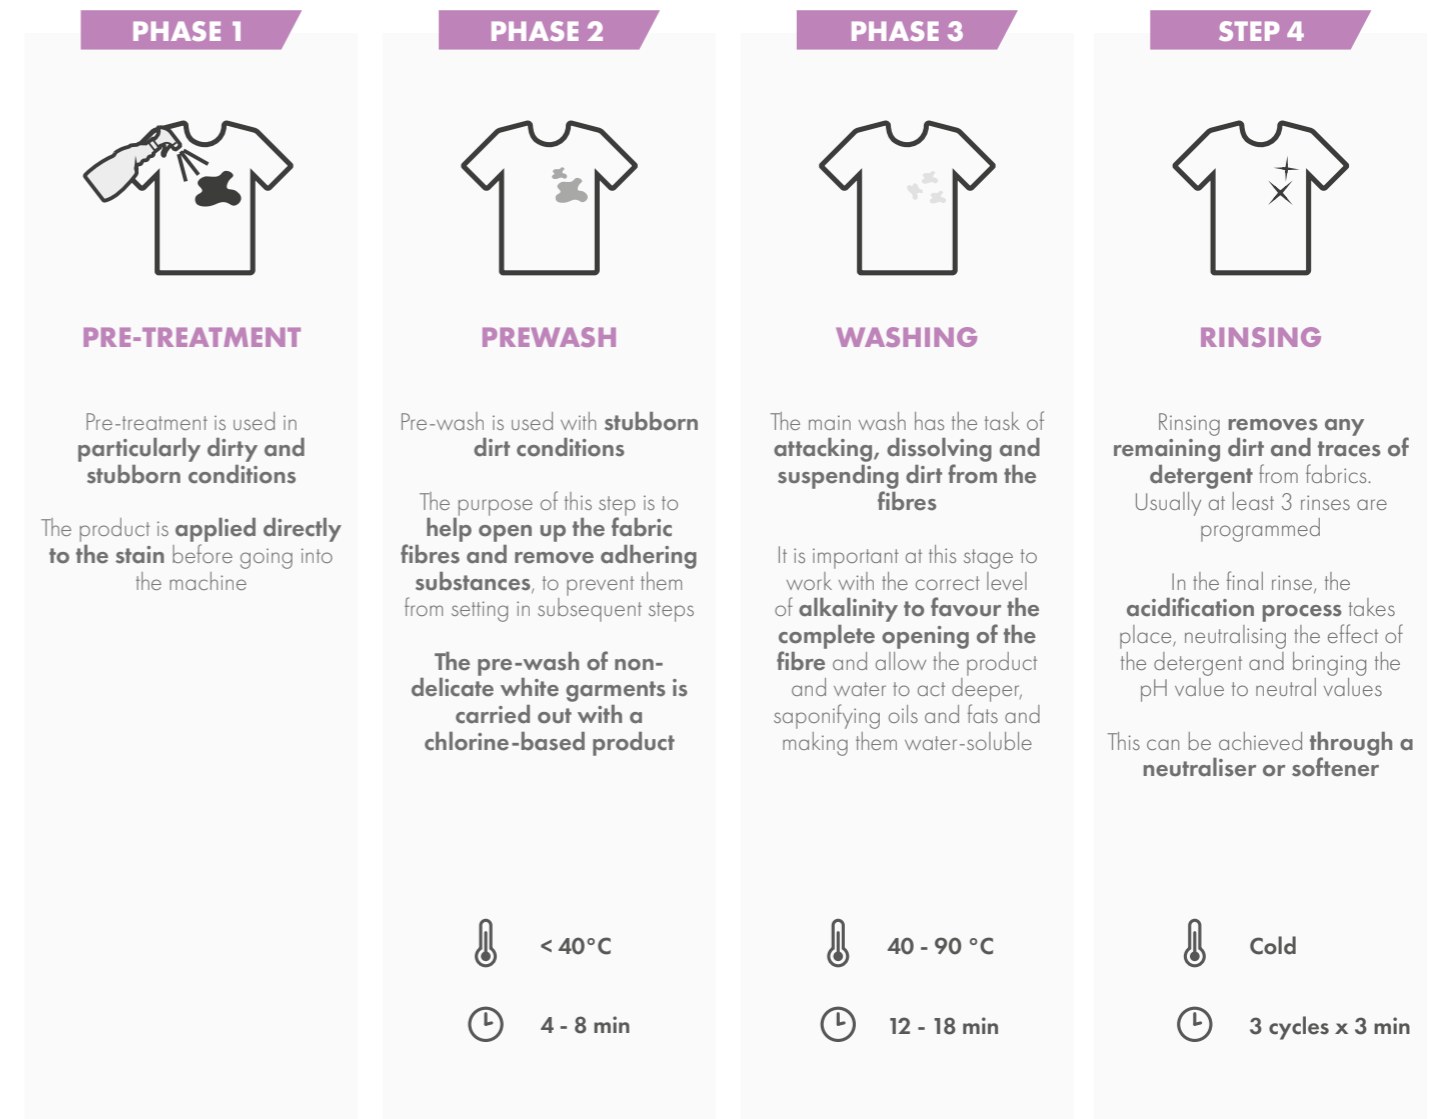 PHASE 1
PRE-TREATMENT
Pre-treatment is used in
particularly dirty and
stubborn conditions
The product is applied directly
to the stain before going into
the machine
PHASE 2
PREWASH
Pre-wash is used with stubborn
dirt conditions
The purpose of this step is to
help open up the fabric
fibres and remove adhering
substances, to prevent them
from setting in subsequent steps
The pre-wash of non-
delicate white garments is
carried out with a
chlorine-based product
< 40°C
4 - 8 min
PHASE 3
WASHING
The main wash has the task of
attacking, dissolving and
suspending dirt from the
fibres
It is important at this stage to
work with the correct level
of alkalinity to favour the
complete opening of the
fibre and allow the product
and water to act deeper,
saponifying oils and fats and
making them water-soluble
40 - 90 °C
12 - 18 min
STEP 4
RINSING
Rinsing removes any
remaining dirt and traces of
detergent from fabrics.
Usually at least 3 rinses are
programmed
In the final rinse, the
acidification process takes
place, neutralising the effect of
the detergent and bringing the
pH value to neutral values
This can be achieved through a
neutraliser or softener
Cold
3 cycles x 3 min